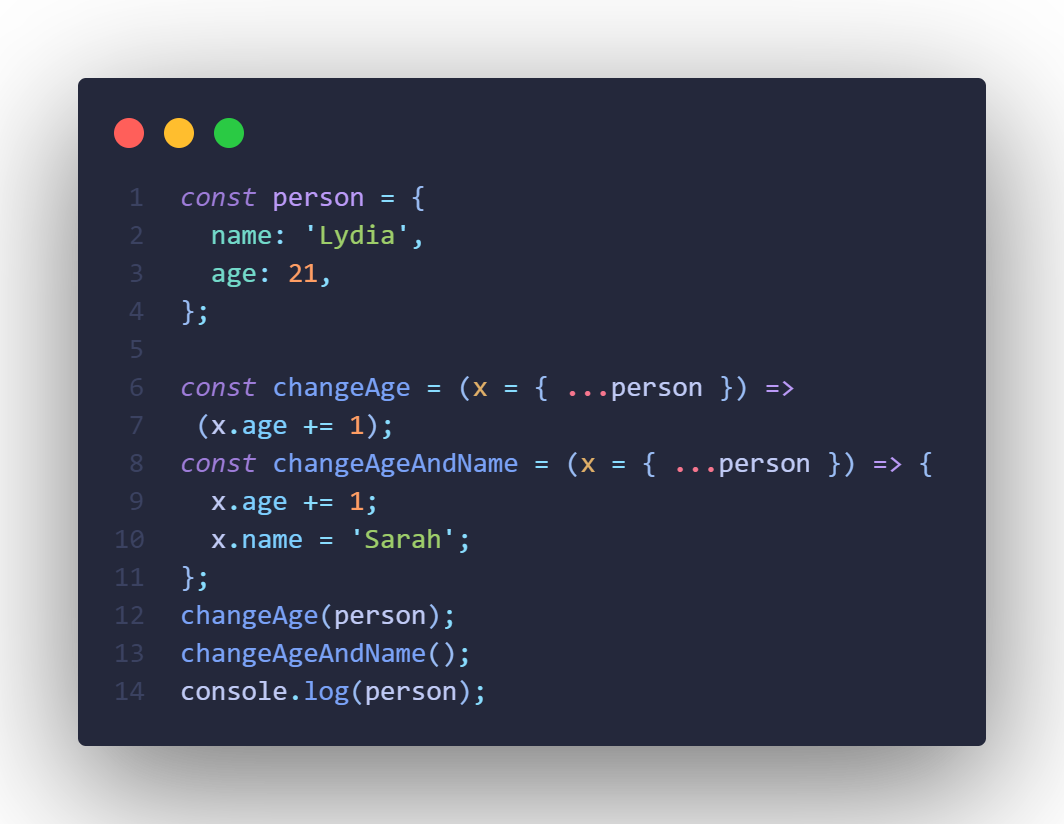 1 const person = {
2   name: 'Lydia',
3   age: 21,
4 };
5
6 const changeAge = (x = { ...person }) =>
7  (x.age += 1);
8 const changeAgeAndName = (x = { ...person }) => {
9   x.age += 1;
10   x.name = 'Sarah';
11 };
12 changeAge(person);
13 changeAgeAndName();
14 console.log(person);